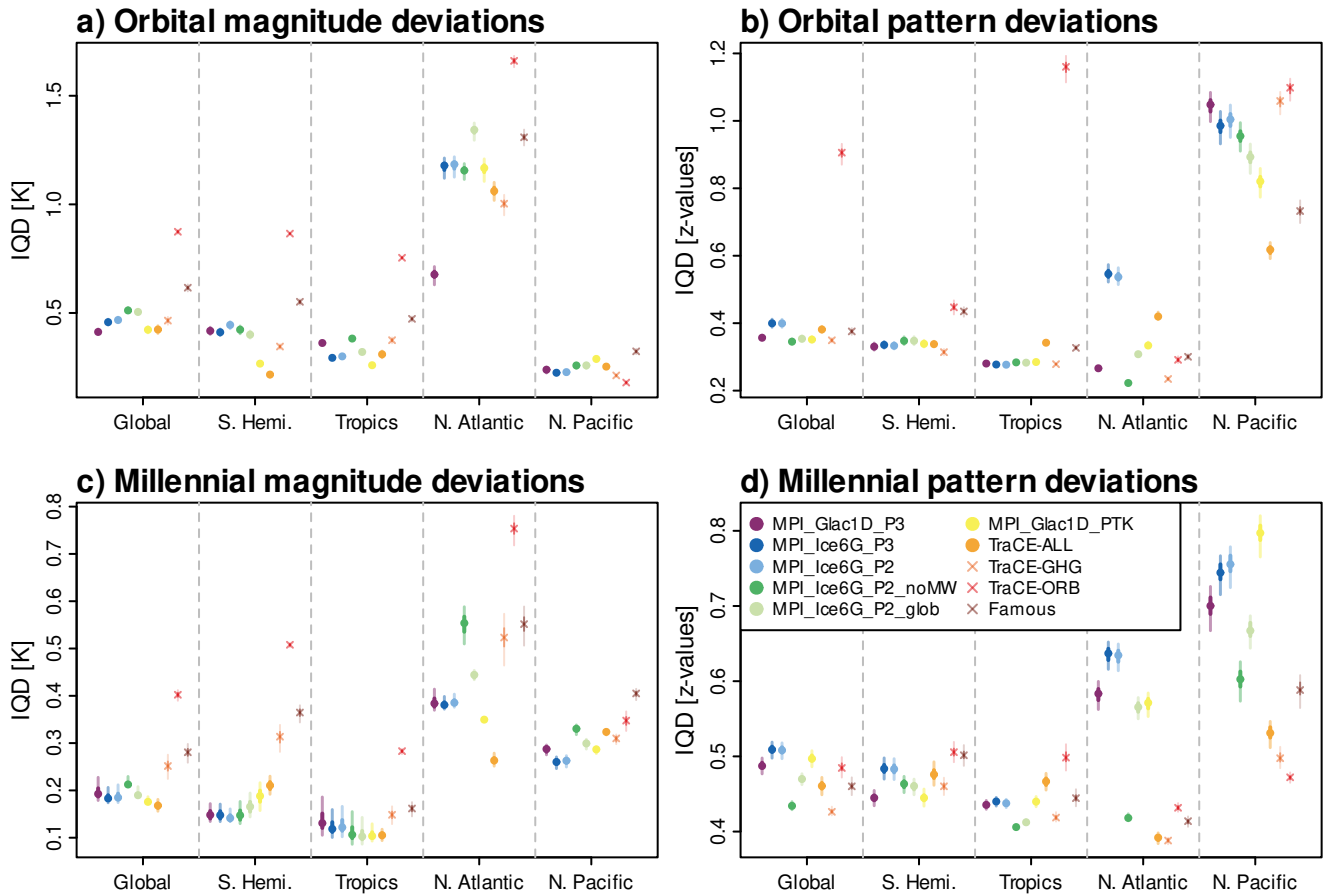 a) Orbital magnitude deviations
IQD [K]
1.5
1.0
0.5
Global S. Hemi. Tropics N. Atlantic N. Pacific
b) Orbital pattern deviations
IQD [z-values]
1.2
1.0
0.8
0.6
0.4
0.2
Global S. Hemi. Tropics N. Atlantic N. Pacific
c) Millennial magnitude deviations
IQD [K]
0.8
0.7
0.6
0.5
0.4
0.3
0.2
0.1
Global S. Hemi. Tropics N. Atlantic N. Pacific
d) Millennial pattern deviations
IQD [z-values]
0.8
0.7
0.6
0.5
0.4
MPI_Glac1D_P3
MPI_Ice6G_P3
MPI_Ice6G_P2
MPI_Ice6G_P2_noMW
MPI_Ice6G_P2_glob
MPI_Glac1D_PTK
TraCE-ALL
TraCE-GHG
TraCE-ORB
Famous
Global S. Hemi. Tropics N. Atlantic N. Pacific